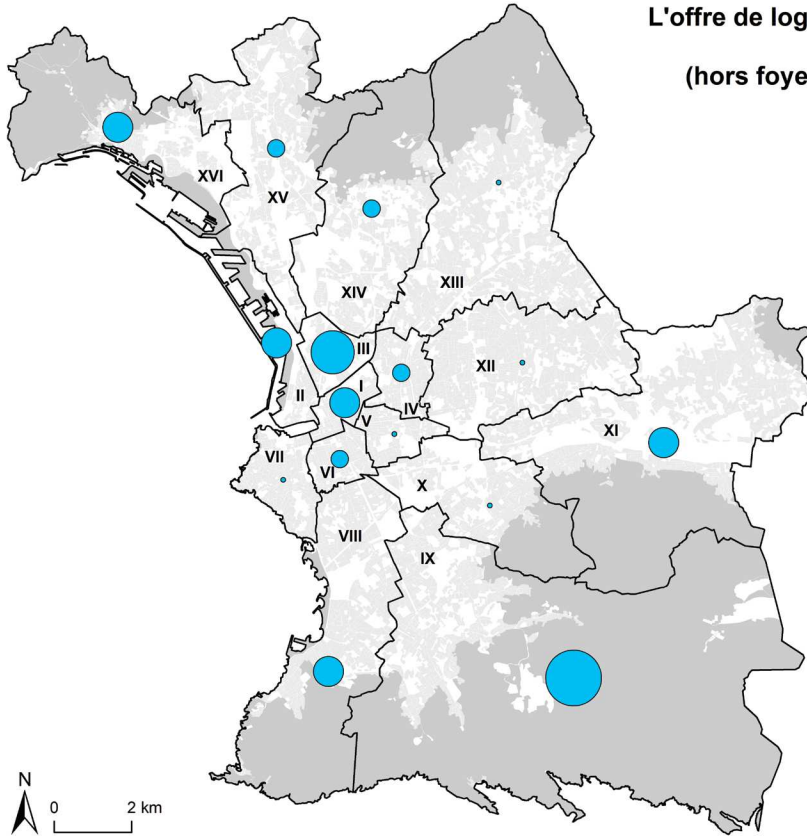 L'offre de log
(hors foye
XVI
XV
XIV
XIII
III
XII
II
I
IV
V
XI
VII
VI
X
VIII
IX
N
0 2 km